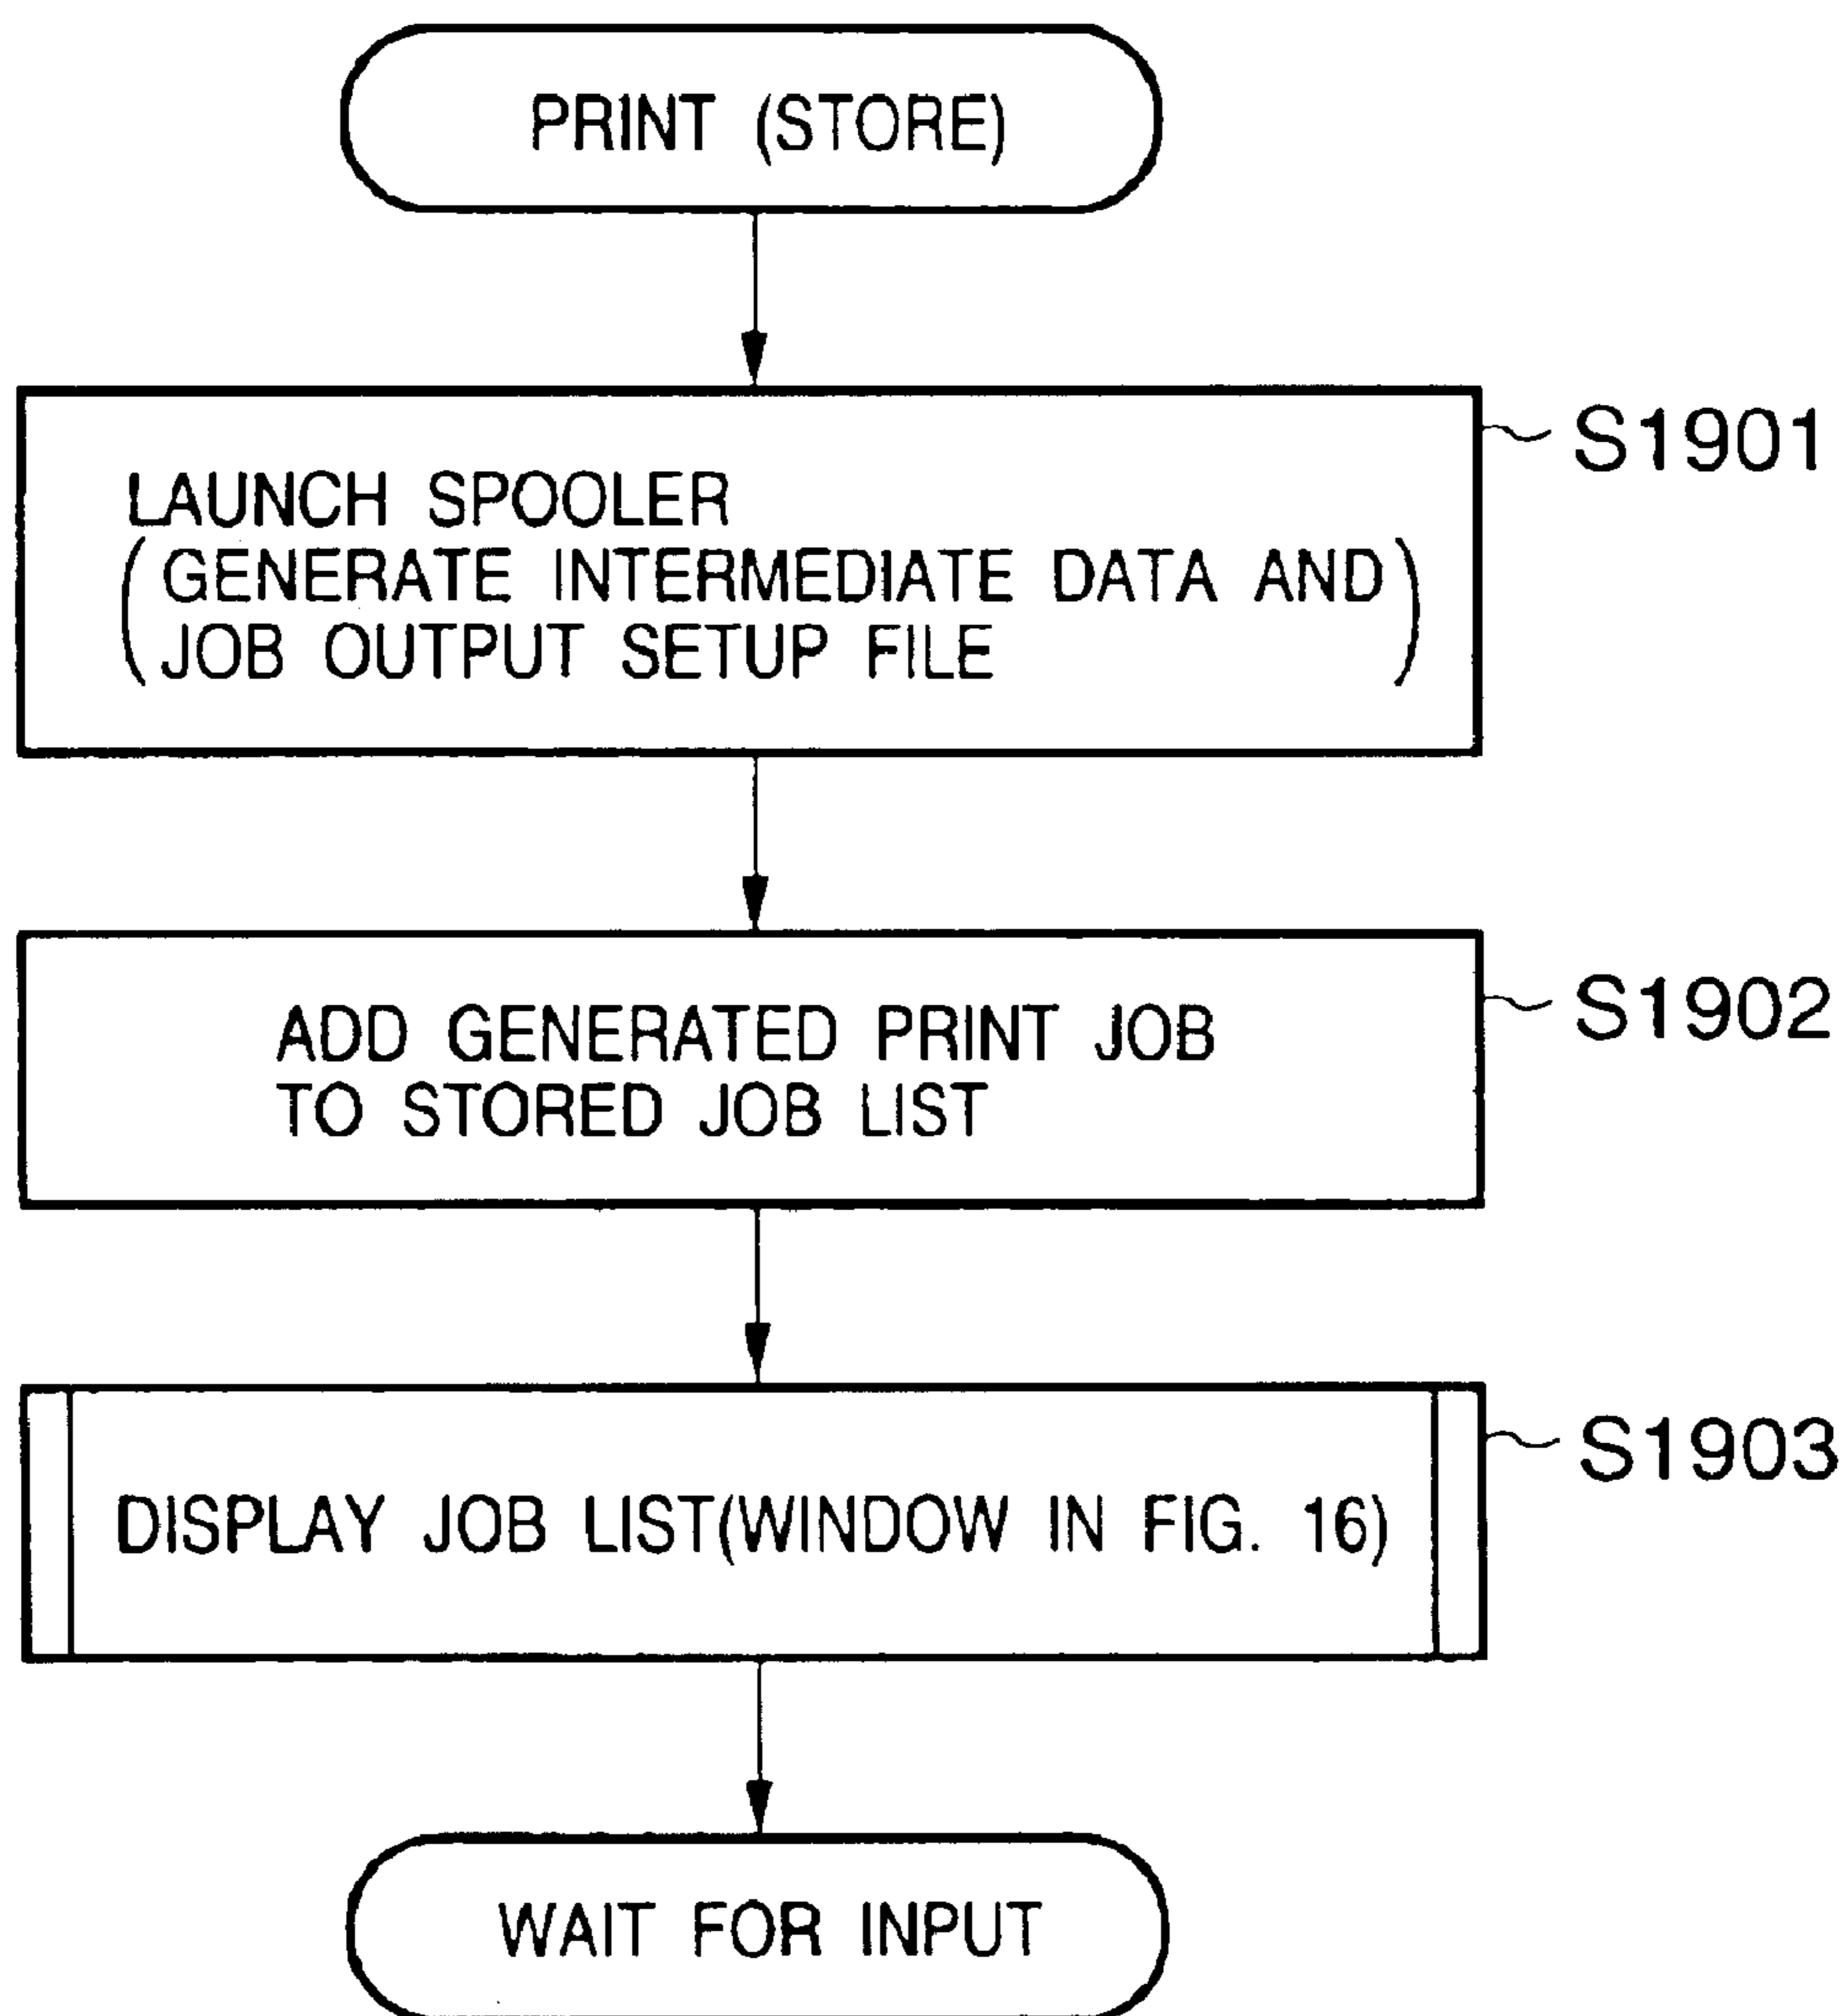 PRINT (STORE)
S1901
LAUNCH SPOOLER
(GENERATE INTERMEDIATE DATA AND
JOB OUTPUT SETUP FILE)
S1902
ADD GENERATED PRINT JOB
TO STORED JOB LIST
S1903
DISPLAY JOB LIST(WINDOW IN FIG. 16)
WAIT FOR INPUT